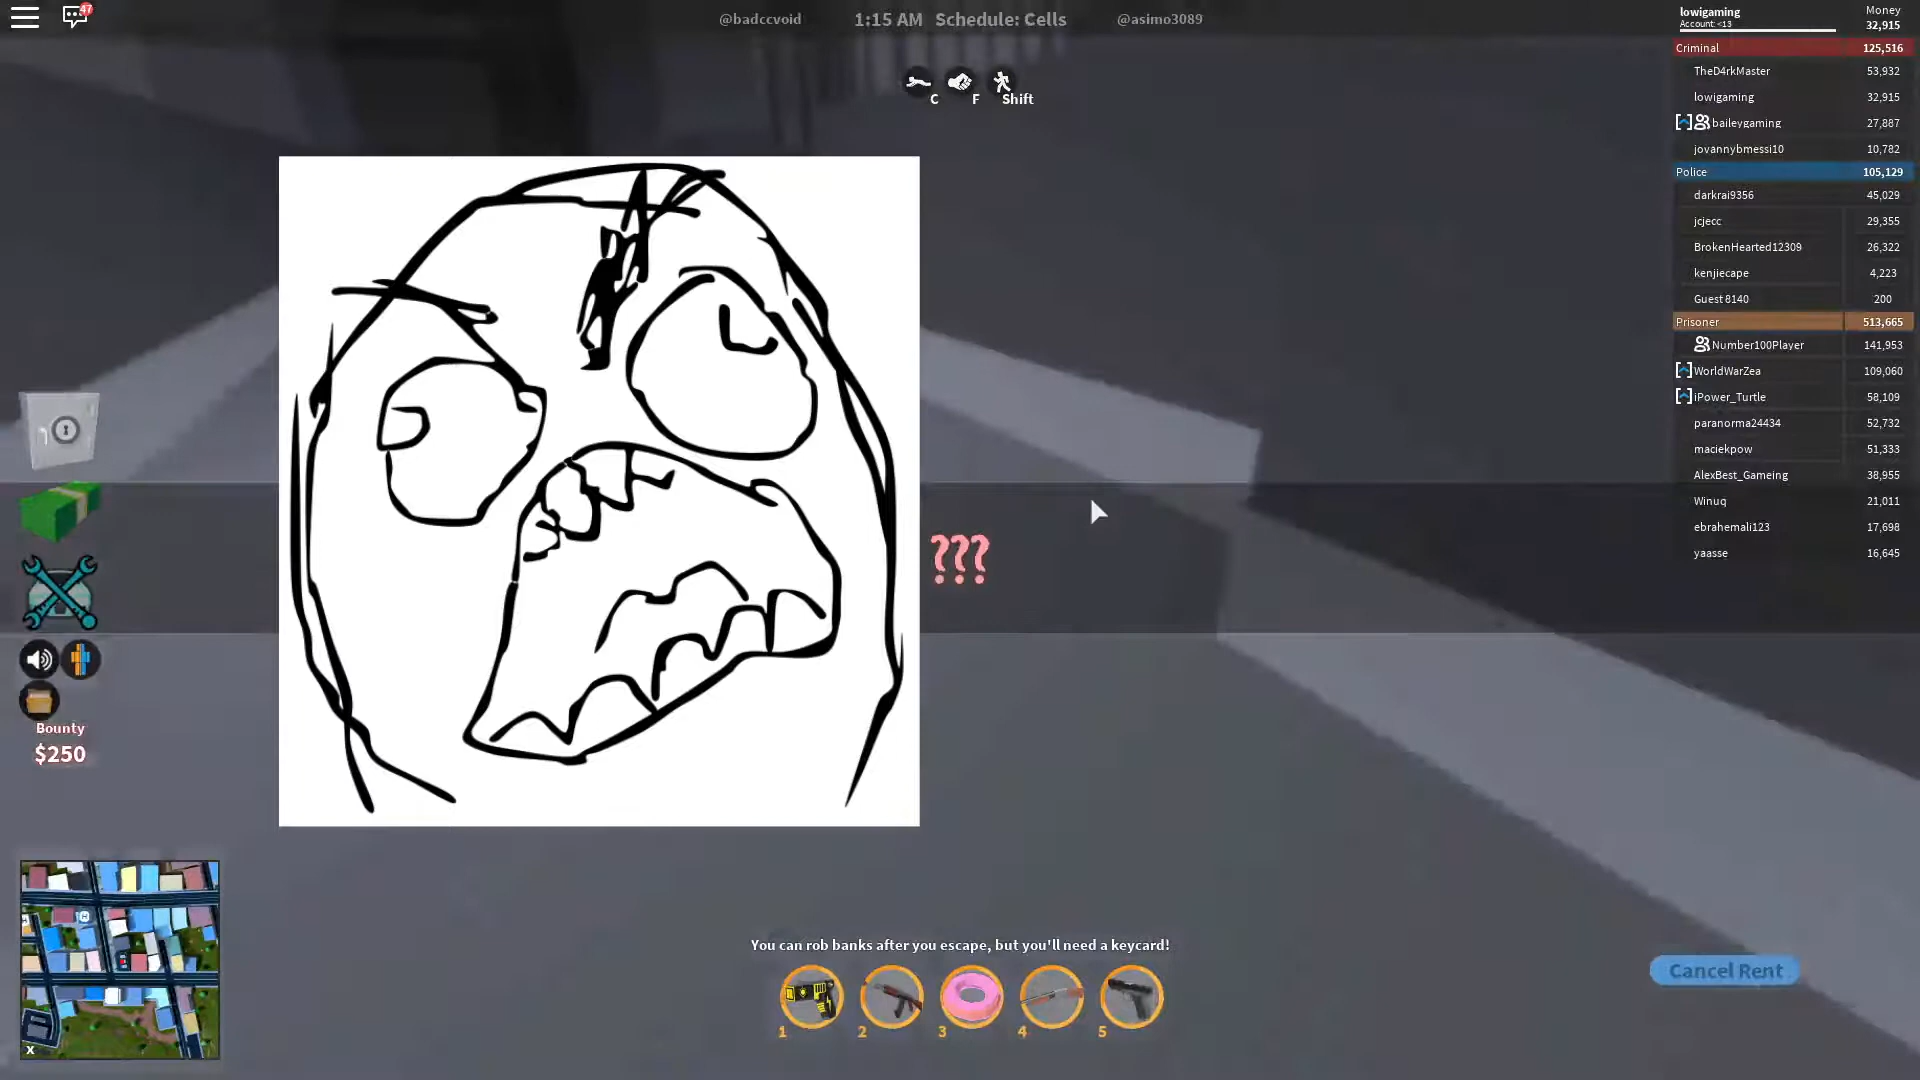 47
@badccvoid
1:15 AM Schedule: Cells
@asimo3089
lowigaming
Account: <13
Money
32,915
C
F
Shift
Criminal 125,516
TheD4rkMaster 53,932
lowigaming 32,915
baileygaming 27,887
jovannybmessi10 10,782
Police 105,129
darkrai9356 45,029
jcjecc 29,355
BrokenHearted12309 26,322
kenjiecape 4,223
Guest 8140 200
Prisoner 513,665
Number100Player 141,953
WorldWarZea 109,060
iPower_Turtle 58,109
paranorma24434 52,732
maciekpow 51,333
AlexBest_Gameing 38,955
Winuq 21,011
ebrahemali123 17,698
yaasse 16,645
???
Bounty
$250
You can rob banks after you escape, but you'll need a keycard!
Cancel Rent
1
2
3
4
5
X